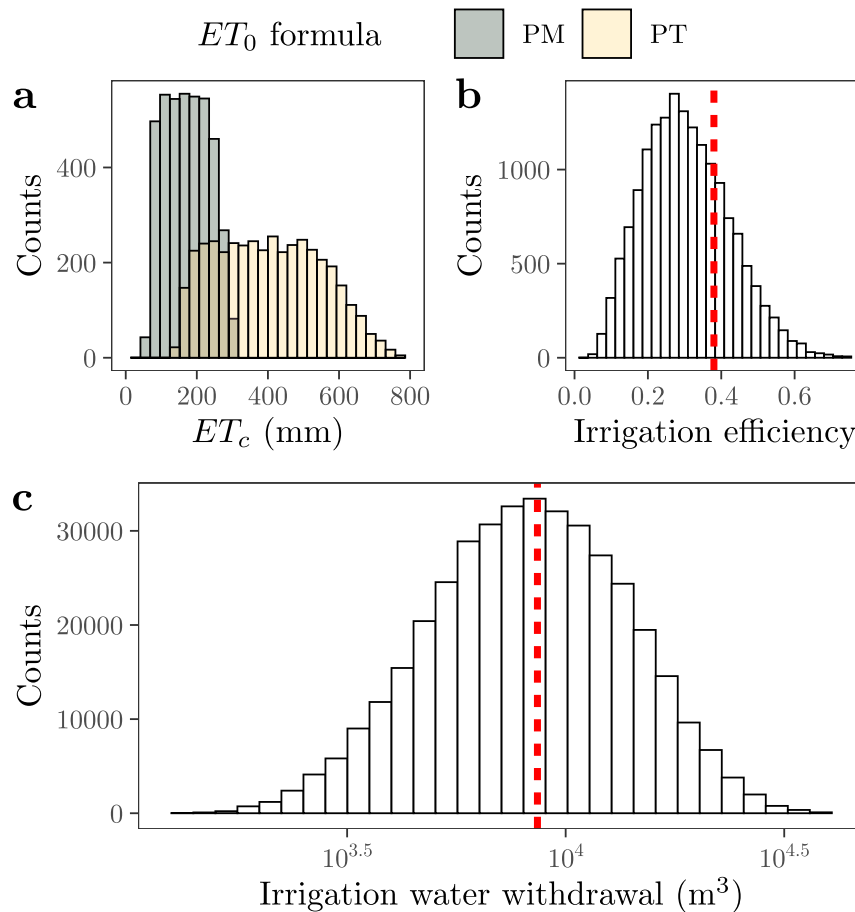 ET₀ formula PM PT
a
Counts
400
200
0
0 200 400 600 800
ET_c (mm)
b
Counts
1000
500
0
0.0 0.2 0.4 0.6
Irrigation efficiency
c
Counts
30000
20000
10000
0
10^3.5 10^4 10^4.5
Irrigation water withdrawal (m³)